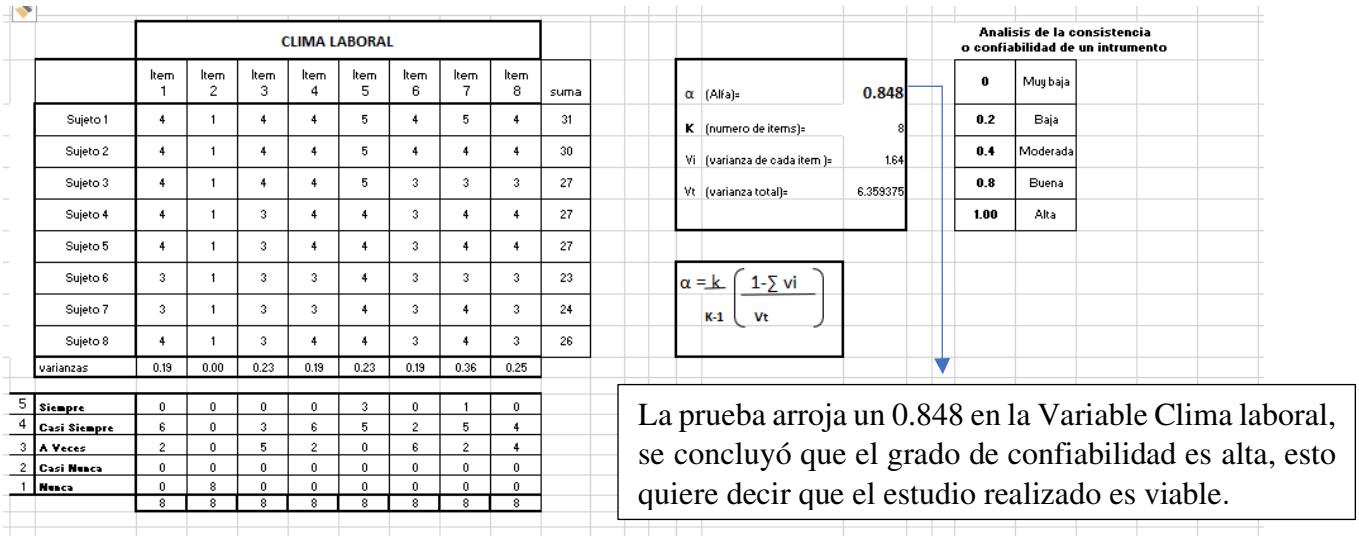 CLIMA LABORAL
Item 1 Item 2 Item 3 Item 4 Item 5 Item 6 Item 7 Item 8 suma
Sujeto 1 4 1 4 4 5 4 5 4 31
Sujeto 2 4 1 4 4 5 4 4 4 30
Sujeto 3 4 1 4 4 5 3 3 3 27
Sujeto 4 4 1 3 4 4 3 4 4 27
Sujeto 5 4 1 3 4 4 3 4 4 27
Sujeto 6 3 1 3 3 4 3 3 3 23
Sujeto 7 3 1 3 3 4 3 4 3 24
Sujeto 8 4 1 3 4 4 3 4 3 26
varianzas 0.19 0.00 0.23 0.19 0.23 0.19 0.36 0.25
5 Siempre 0 0 0 0 3 0 1 0
4 Casi Siempre 6 0 3 6 5 2 5 4
3 A Veces 2 0 5 2 0 6 2 4
2 Casi Nunca 0 0 0 0 0 0 0 0
1 Nunca 0 8 0 0 0 0 0 0
8 8 8 8 8 8 8 8
α (Alfa)= 0.848
K (numero de items)= 8
Vi (varianza de cada item )= 1.64
Vt (varianza total)= 6.359375
α = k 1-∑ vi
K-1 Vt
Analisis de la consistencia
o confiabilidad de un intrumento
0 Muy baja
0.2 Baja
0.4 Moderada
0.8 Buena
1.00 Alta
La prueba arroja un 0.848 en la Variable Clima laboral,
se concluyó que el grado de confiabilidad es alta, esto
quiere decir que el estudio realizado es viable.